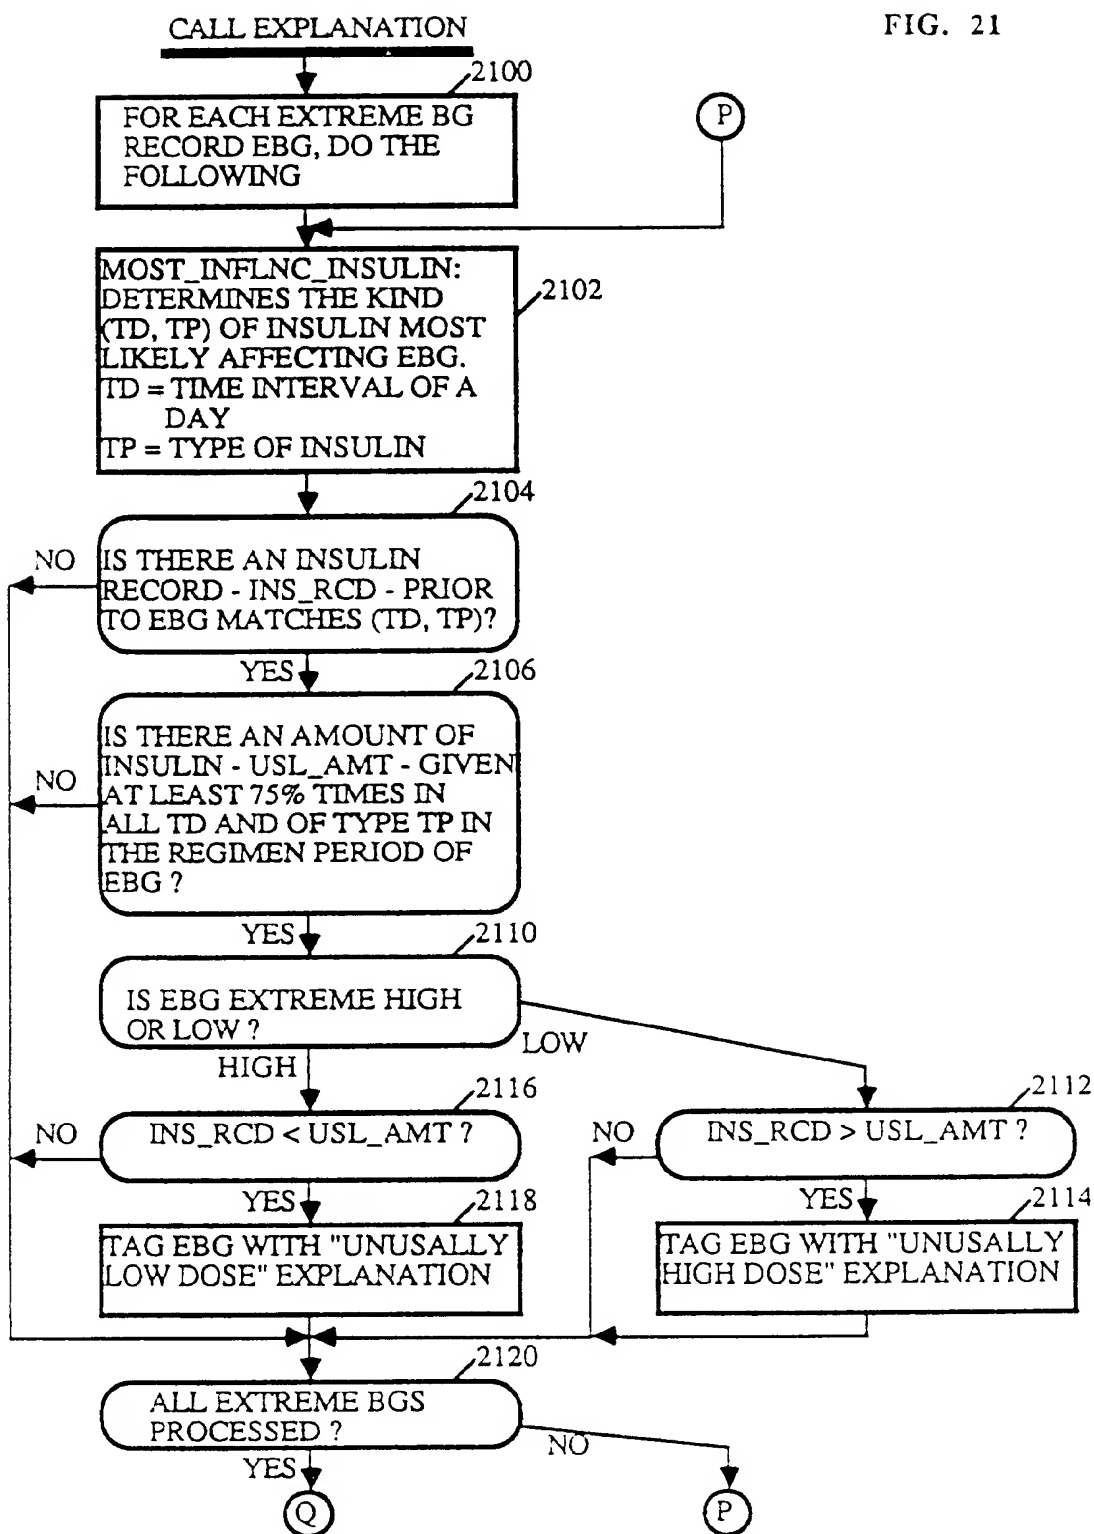 FIG. 21
CALL EXPLANATION
2100
FOR EACH EXTREME BG
RECORD EBG, DO THE
FOLLOWING
P
MOST_INFLNC_INSULIN:
DETERMINES THE KIND
(TD, TP) OF INSULIN MOST
LIKELY AFFECTING EBG.
TD = TIME INTERVAL OF A
DAY
TP = TYPE OF INSULIN
2102
2104
NO
IS THERE AN INSULIN
RECORD - INS_RCD - PRIOR
TO EBG MATCHES (TD, TP)?
YES
2106
IS THERE AN AMOUNT OF
INSULIN - USL_AMT - GIVEN
AT LEAST 75% TIMES IN
ALL TD AND OF TYPE TP IN
THE REGIMEN PERIOD OF
EBG ?
NO
YES
2110
IS EBG EXTREME HIGH
OR LOW ?
LOW
HIGH
2116
NO
INS_RCD < USL_AMT ?
2112
NO
INS_RCD > USL_AMT ?
YES
2118
TAG EBG WITH "UNUSALLY
LOW DOSE" EXPLANATION
YES
2114
TAG EBG WITH "UNUSALLY
HIGH DOSE" EXPLANATION
2120
ALL EXTREME BGS
PROCESSED ?
NO
YES
Q
P